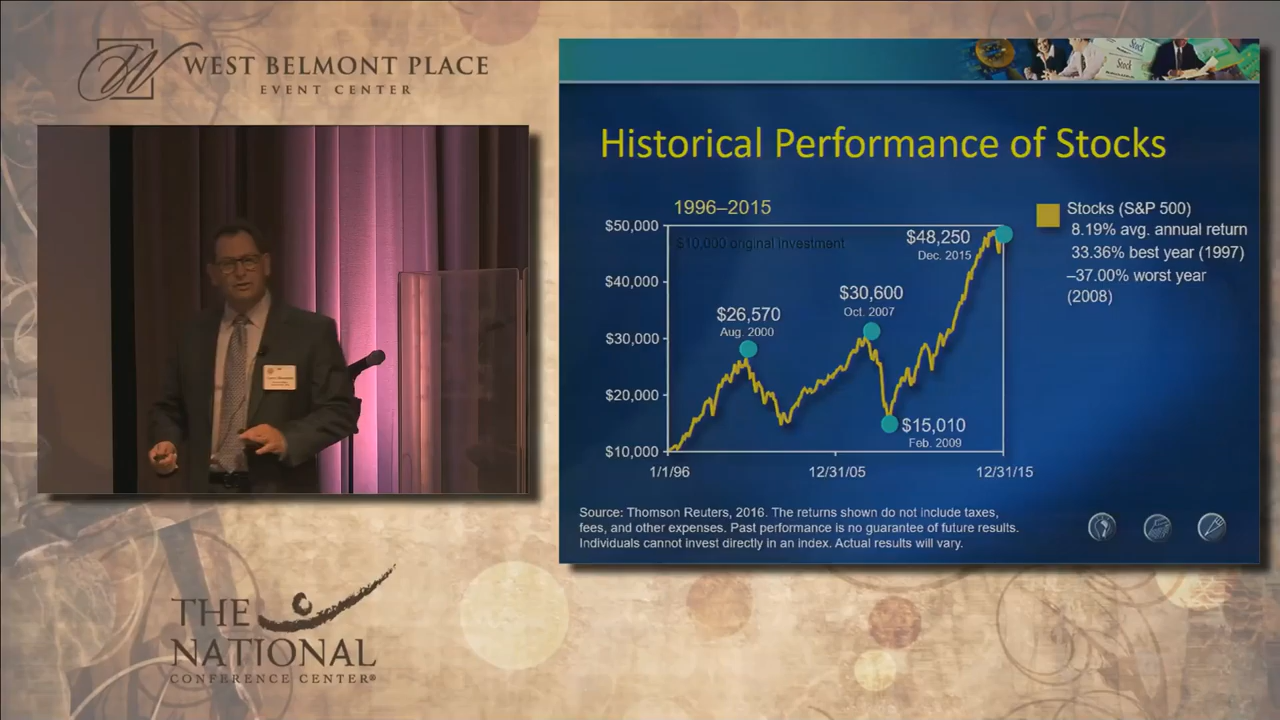 WEST BELMONT PLACE
EVENT CENTER
Historical Performance of Stocks
1996–2015
$50,000
$40,000
$30,000
$20,000
$10,000
$10,000 original investment
$26,570
Aug. 2000
$30,600
Oct. 2007
$48,250
Dec. 2015
$15,010
Feb. 2009
1/1/96
12/31/05
12/31/15
Stocks (S&P 500)
8.19% avg. annual return
33.36% best year (1997)
–37.00% worst year
(2008)
Source: Thomson Reuters, 2016. The returns shown do not include taxes,
fees, and other expenses. Past performance is no guarantee of future results.
Individuals cannot invest directly in an index. Actual results will vary.
Stock
Stock
THE
NATIONAL
CONFERENCE CENTER®